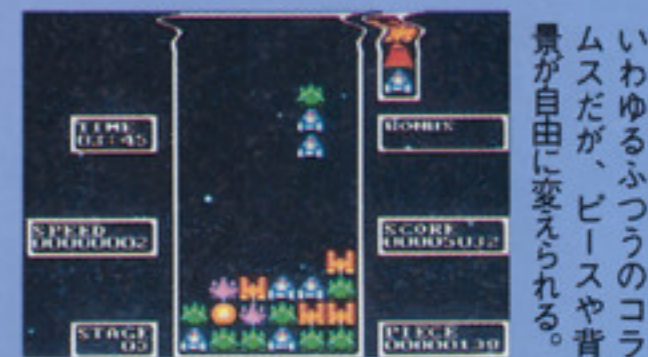 いわゆるふつうのコラ
ムスだが、ピースや背
景が自由に変えられる。
TIME
03:45
SPEED
00000002
STAGE
03
BONUS
SCORE
00005032
PIECE
00000139